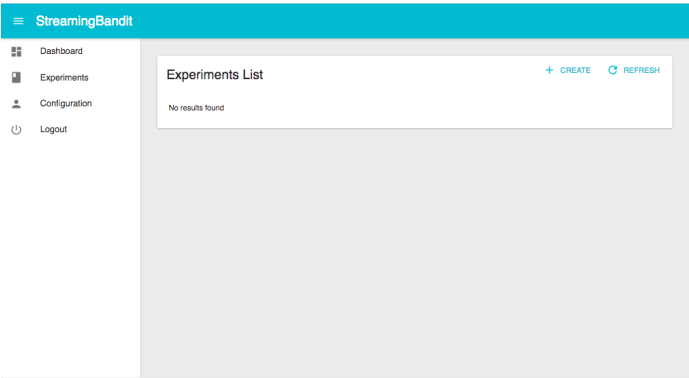 StreamingBandit
Dashboard
Experiments
Configuration
Logout
Experiments List
CREATE
REFRESH
No results found